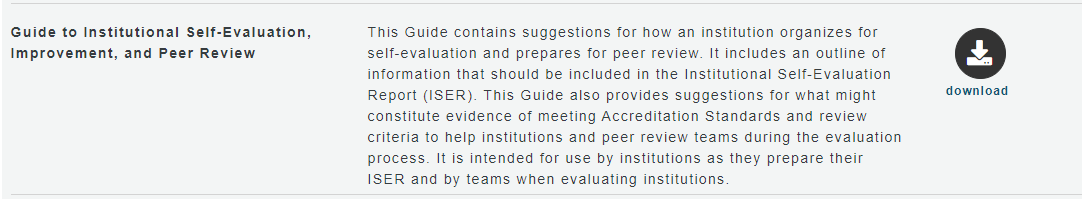 Guide to Institutional Self-Evaluation,
Improvement, and Peer Review
This Guide contains suggestions for how an institution organizes for
self-evaluation and prepares for peer review. It includes an outline of
information that should be included in the Institutional Self-Evaluation
Report (ISER). This Guide also provides suggestions for what might
constitute evidence of meeting Accreditation Standards and review
criteria to help institutions and peer review teams during the evaluation
process. It is intended for use by institutions as they prepare their
ISER and by teams when evaluating institutions.
download